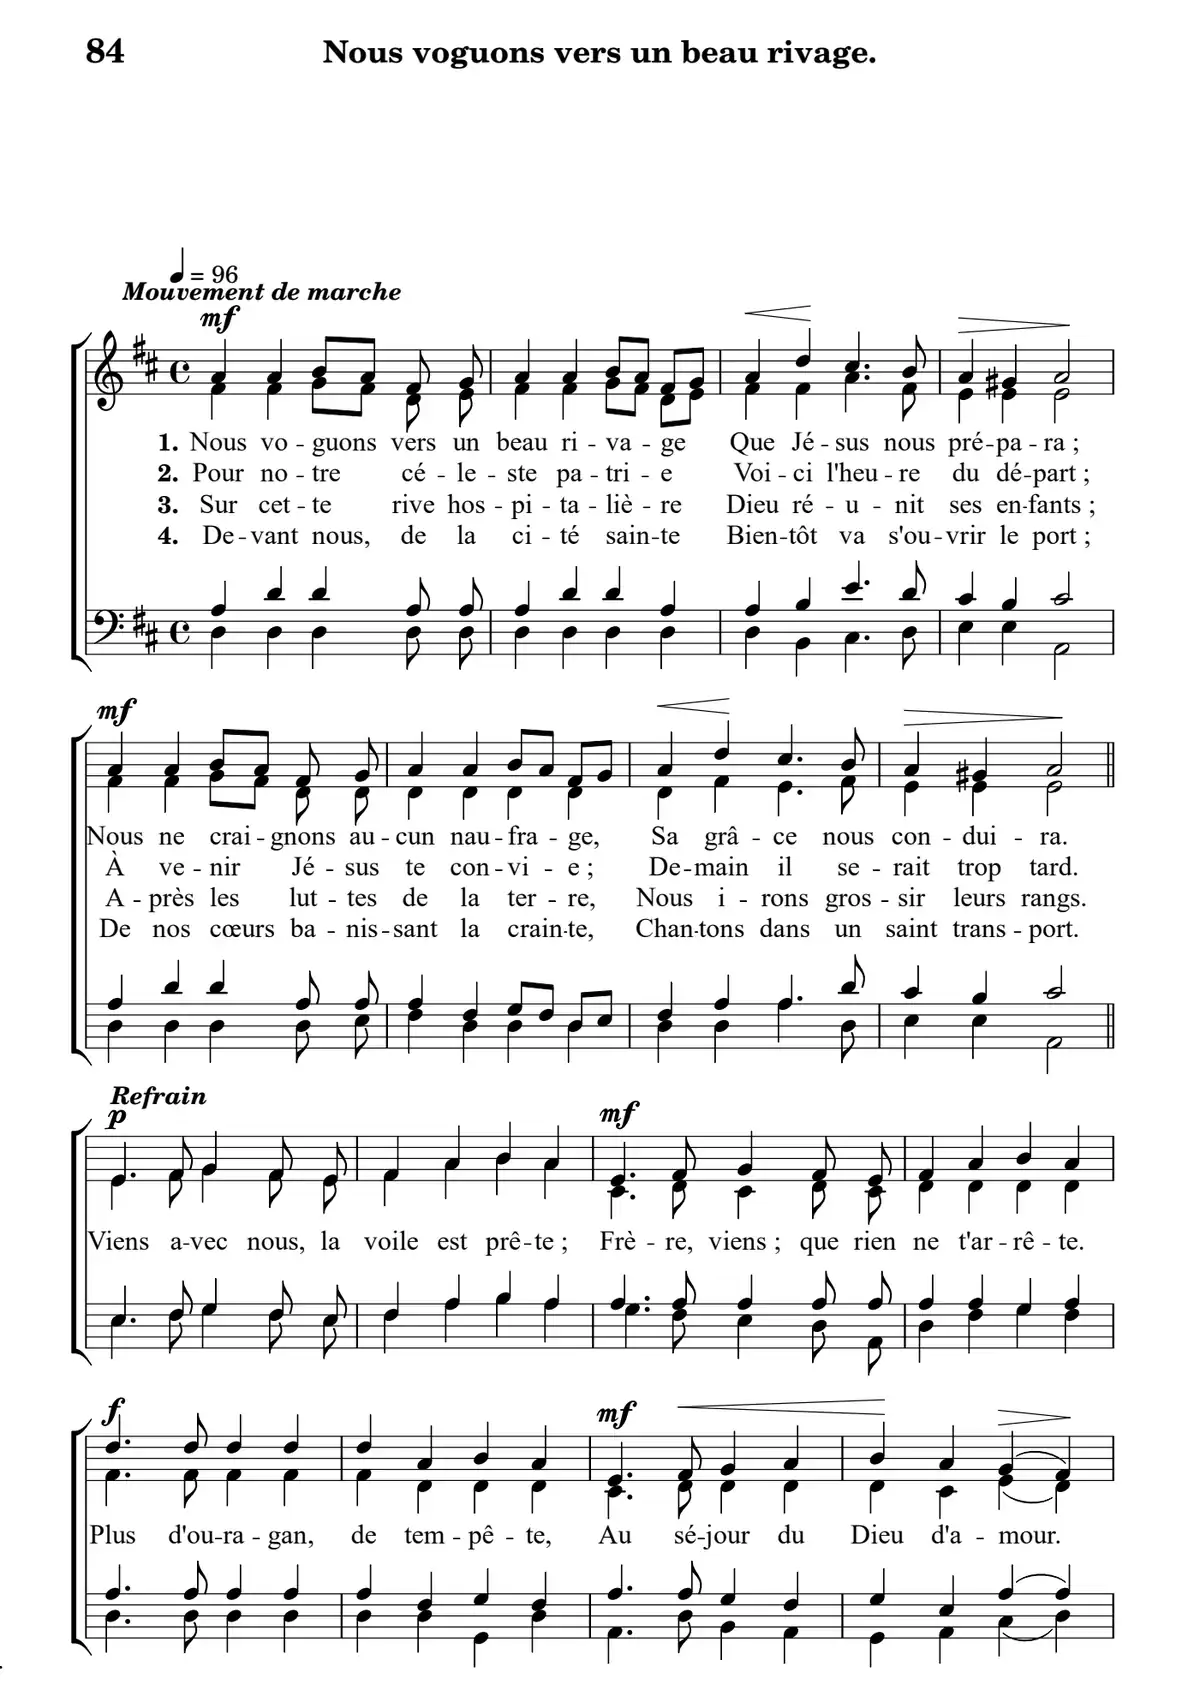 84 Nous voguons vers un beau rivage.
= 96
Mouvement de marche
mf
1. Nous vo - guons vers un beau ri - va - ge Que Jé - sus nous pré - pa - ra ;
2. Pour no - tre cé - le - ste pa - tri - e Voi - ci l'heu - re du dé - part ;
3. Sur cet - te rive hos - pi - ta - liè - re Dieu ré - u - nit ses en - fants ;
4. De - vant nous, de la ci - té sain - te Bien - tôt va s'ou - vrir le port ;
mf
Nous ne crai - gnons au - cun nau - fra - ge, Sa grâ - ce nous con - dui - ra.
À ve - nir Jé - sus te con - vi - e ; De - main il se - rait trop tard.
A - près les lut - tes de la ter - re, Nous i - rons gros - sir leurs rangs.
De nos cœurs ba - nis - sant la crain - te, Chan - tons dans un saint trans - port.
Refrain
p mf
Viens a - vec nous, la voile est prê - te ; Frè - re, viens ; que rien ne t'ar - rê - te.
f mf
Plus d'ou - ra - gan, de tem - pê - te, Au sé - jour du Dieu d'a - mour.